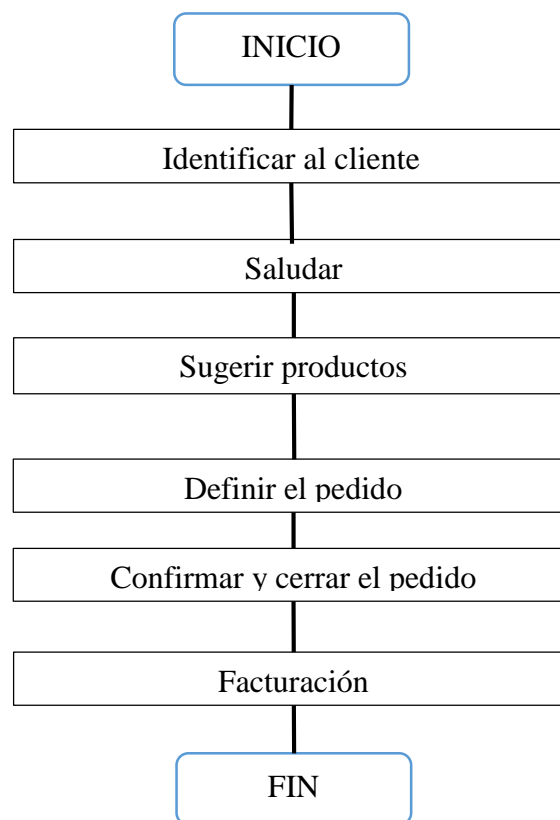 INICIO
Identificar al cliente
Saludar
Sugerir productos
Definir el pedido
Confirmar y cerrar el pedido
Facturación
FIN